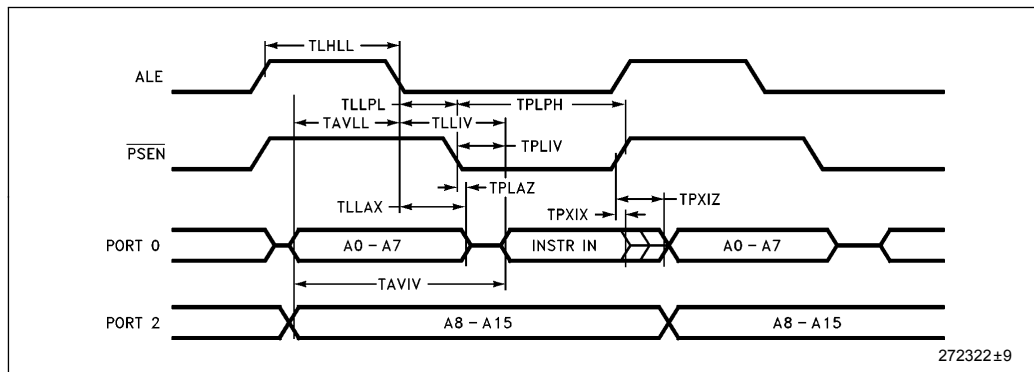 TLHLL
ALE
TLLPL
TPLPH
TAVLL
TLLIV
PSEN
TPLIV
TPLAZ
TLLAX
TPXIZ
TPXIX
PORT 0
A0 – A7
INSTR IN
A0 – A7
TAVIV
PORT 2
A8 – A15
A8 – A15
272322±9